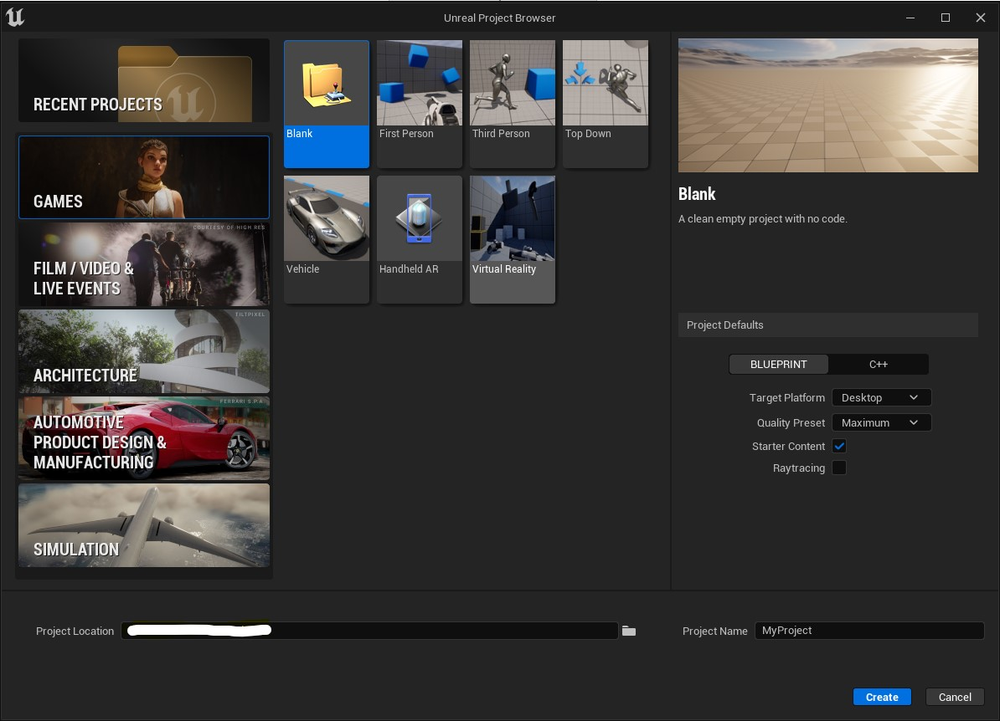 Unreal Project Browser
RECENT PROJECTS
GAMES
COURTESY OF HIGH RES
FILM / VIDEO &
LIVE EVENTS
TILTPIXEL
ARCHITECTURE
FERRARI S.P.A
AUTOMOTIVE
PRODUCT DESIGN &
MANUFACTURING
SIMULATION
Blank
First Person
Third Person
Top Down
Vehicle
Handheld AR
Virtual Reality
Blank
A clean empty project with no code.
Project Defaults
BLUEPRINT
C++
Target Platform
Desktop
Quality Preset
Maximum
Starter Content
Raytracing
Project Location
Project Name
MyProject
Create
Cancel